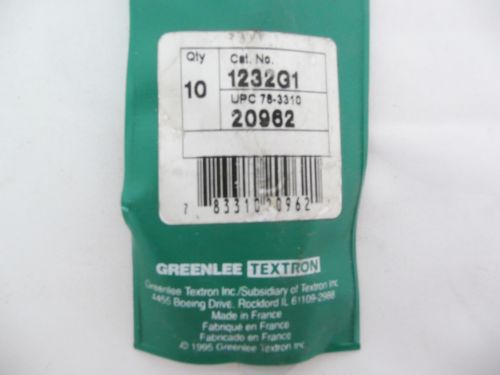 Qty Cat. No.
10 1232G1
UPC 78-3310
20962
7 83310 20962
GREENLEE TEXTRON
Greenlee Textron Inc./Subsidiary of Textron Inc.
4455 Boeing Drive, Rockford IL 61109-2988
Made in France
Fabriqué en France
Fabricado en France
© 1995 Greenlee Textron Inc.